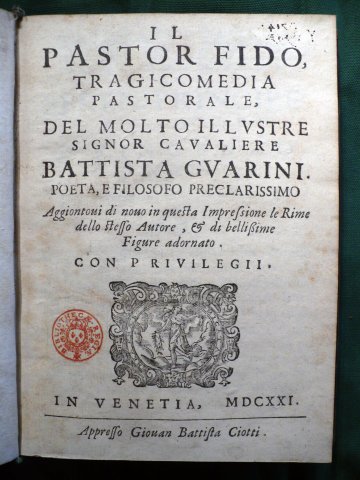 IL
PASTOR FIDO,
TRAGICOMEDIA
PASTORALE,
DEL MOLTO ILLVSTRE
SIGNOR CAVALIERE
BATTISTA GVARINI.
POETA, E FILOSOFO PRECLARISSIMO
Aggiontoui di nouo in questa Impressione le Rime
dello stesso Autore, & di bellissime
Figure adornato.
CON PRIVILEGII.
BIBLIOTHECÆ REGIÆ
IN VENETIA, MDCXXI.
Appresso Giouan Battista Ciotti.